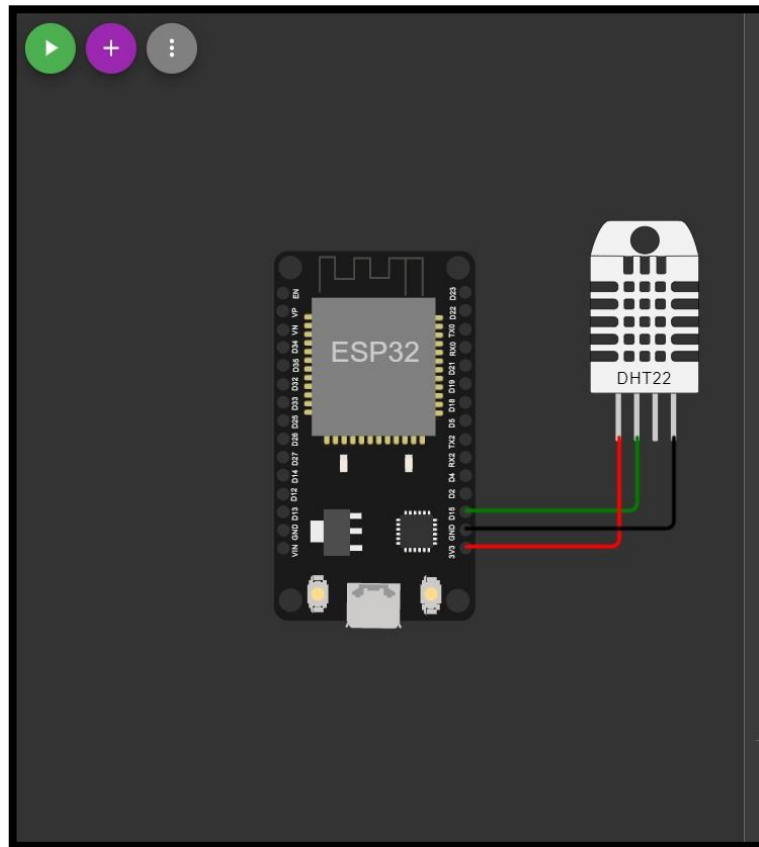 EN
VP
VN
D34
D35
D32
D33
D25
D26
D27
D14
D12
D13
GND
VIN
ESP32
D23
D22
TX0
RX0
D21
D19
D18
D5
TX2
RX2
D4
D2
D15
GND
3V3
DHT22